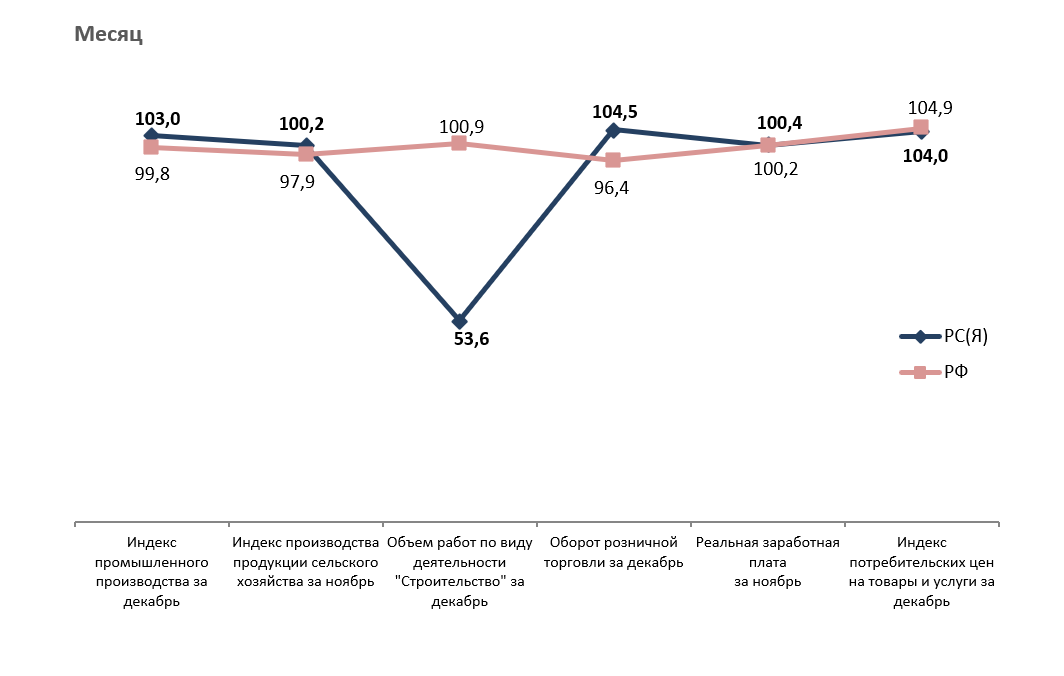 Месяц
103,0
100,2
100,9
104,5
100,4
104,9
99,8
97,9
96,4
100,2
104,0
53,6
РС(Я)
РФ
Индекс
промышленного
производства за
декабрь
Индекс производства
продукции сельского
хозяйства за ноябрь
Объем работ по виду
деятельности
"Строительство" за
декабрь
Оборот розничной
торговли за декабрь
Реальная заработная
плата
за ноябрь
Индекс
потребительских цен
на товары и услуги за
декабрь